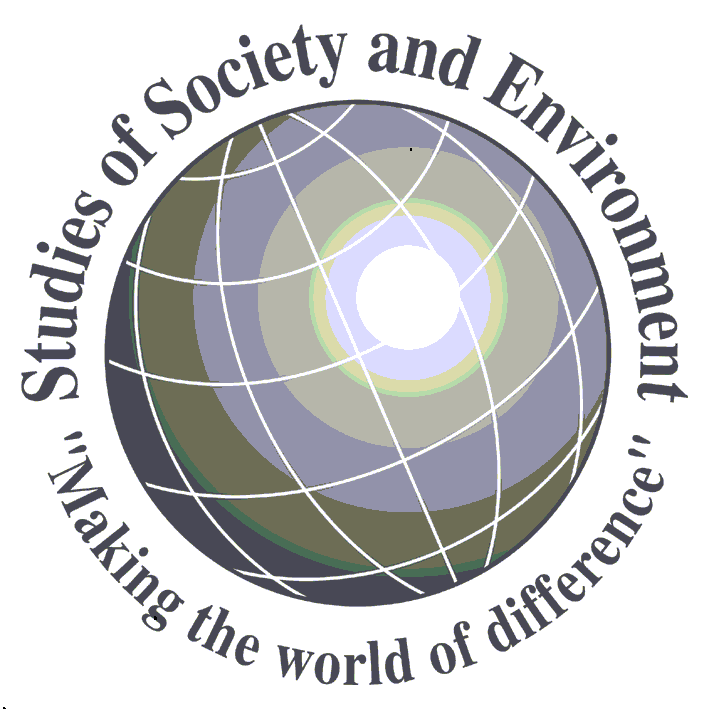 Studies of Society and Environment
"Making the world of difference"